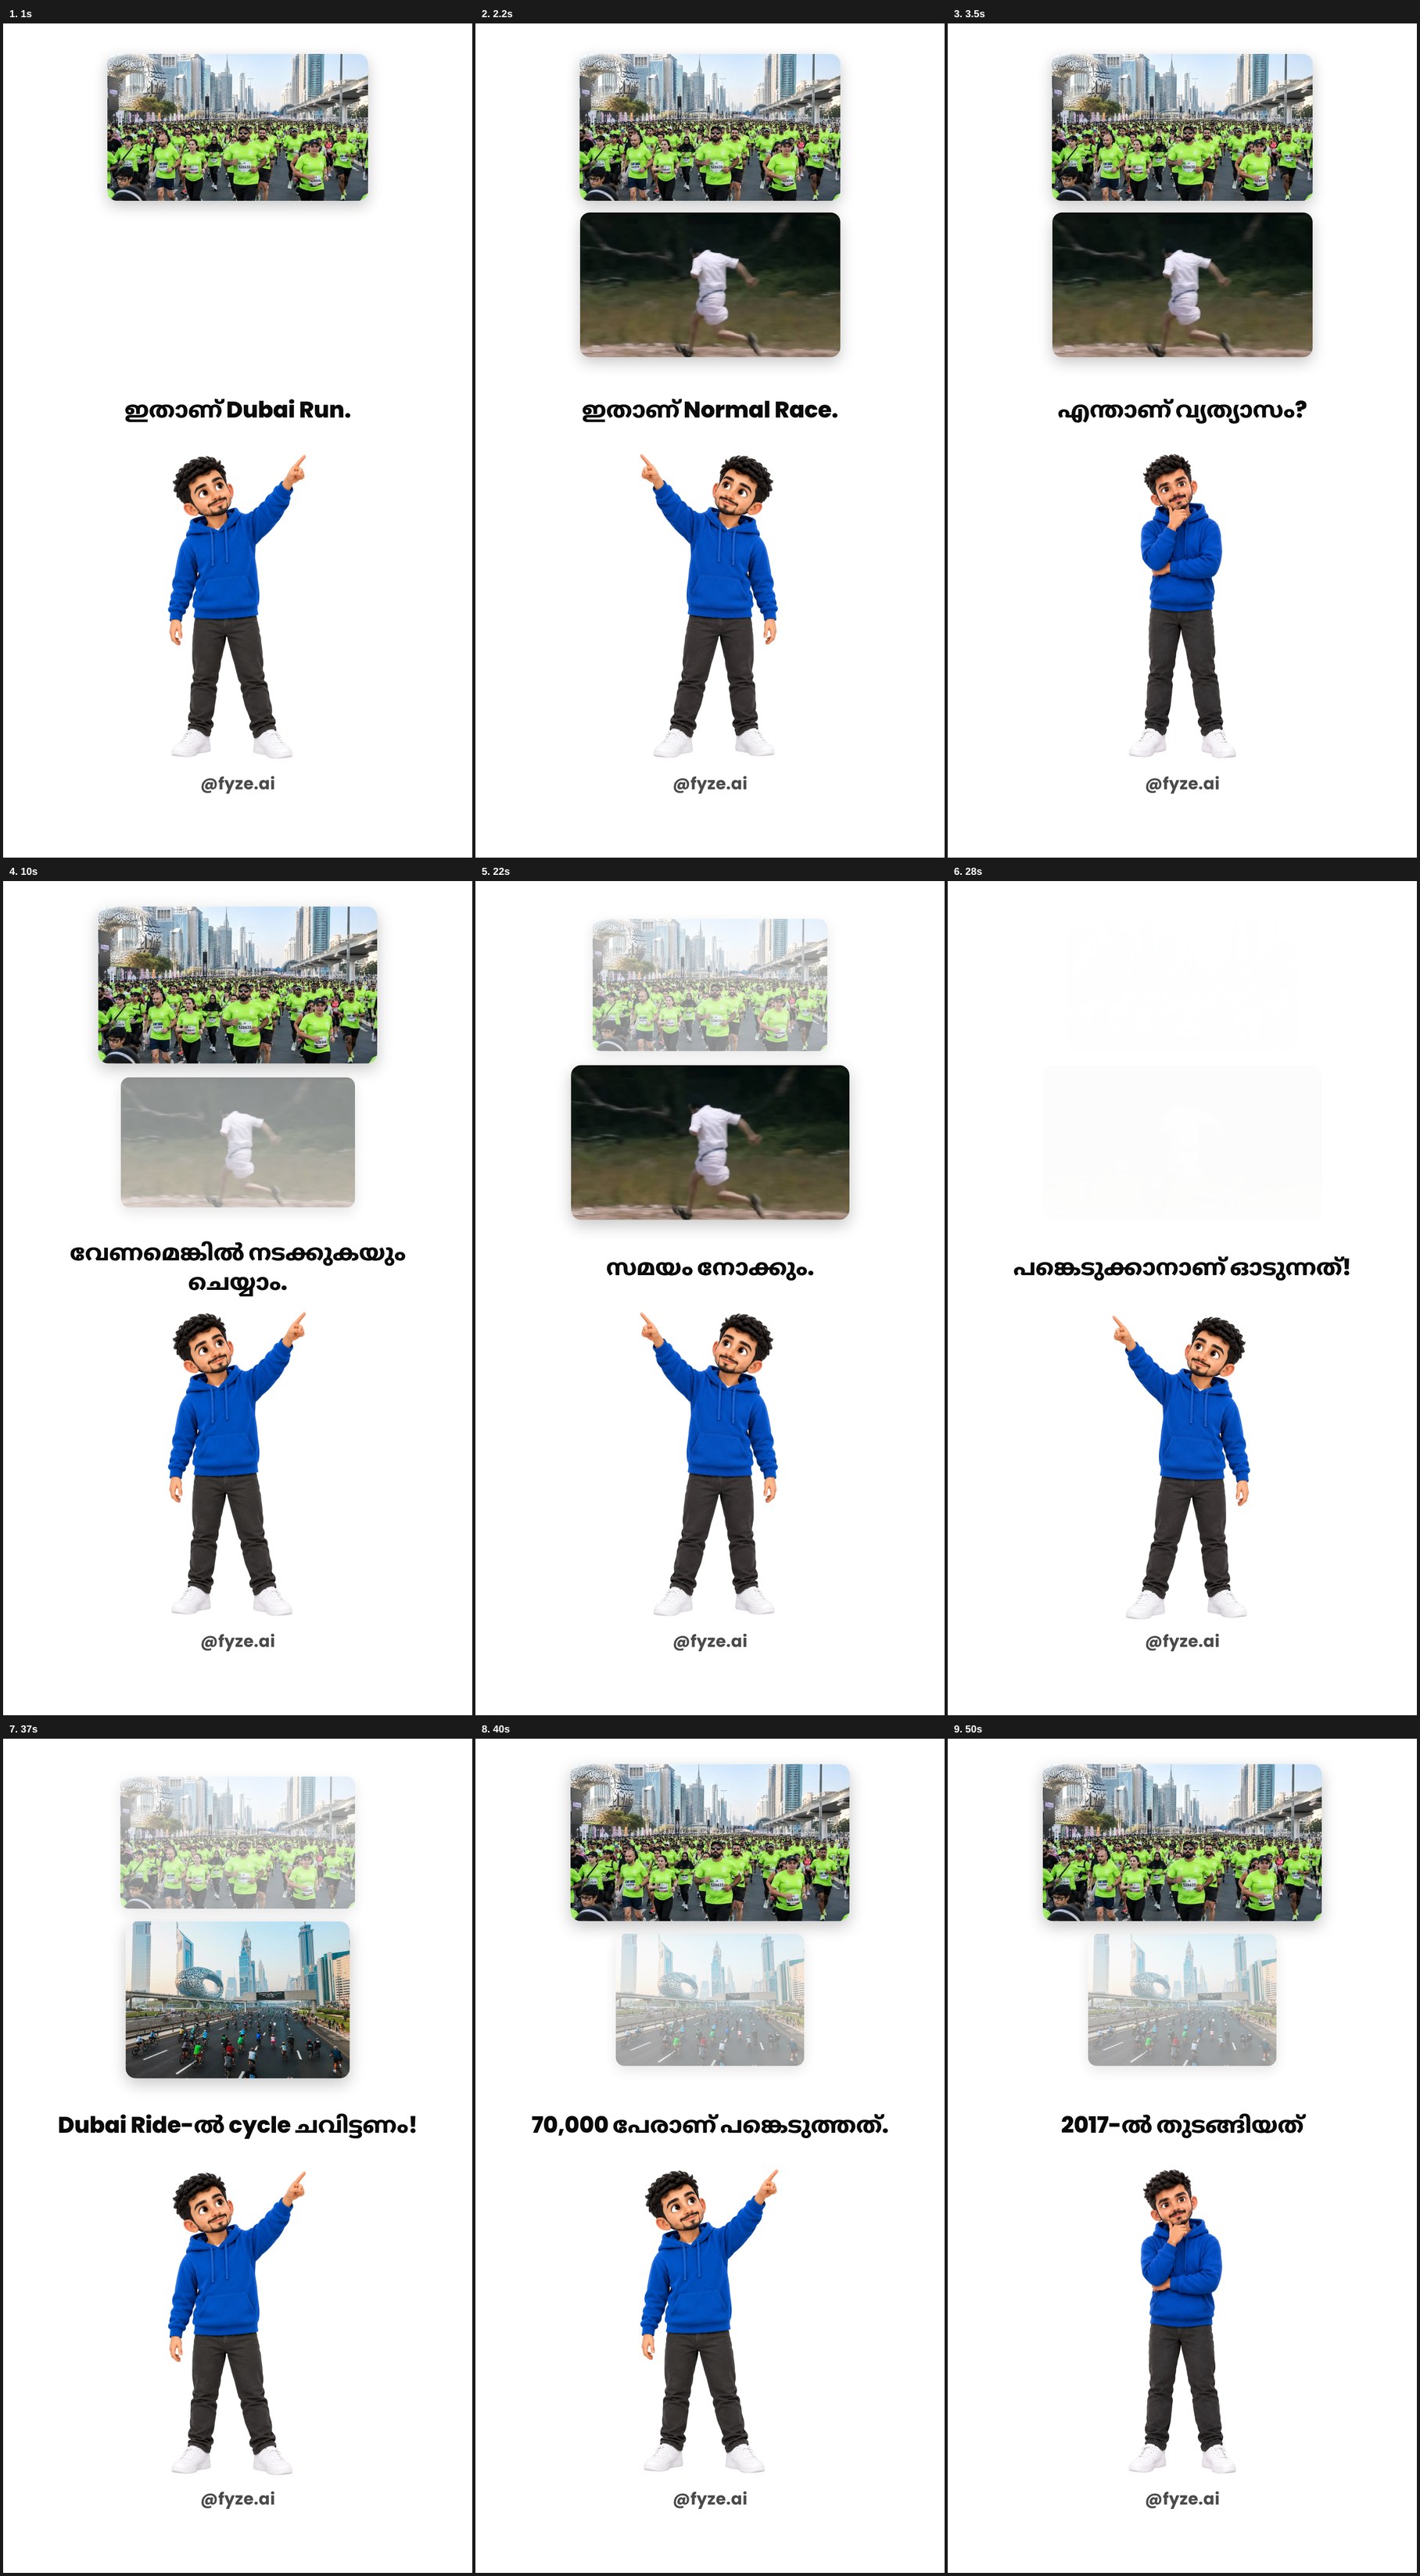 1. 1s
2. 2.2s
3. 3.5s
ഇതാണ് Dubai Run.
ഇതാണ് Normal Race.
എന്താണ് വ്യത്യാസം?
@fyze.ai
@fyze.ai
@fyze.ai
4. 10s
5. 22s
6. 28s
വേണമെങ്കിൽ നടക്കുകയും
ചെയ്യാം.
സമയം നോക്കും.
പങ്കെടുക്കാനാണ് ഓടുന്നത്!
@fyze.ai
@fyze.ai
@fyze.ai
7. 37s
8. 40s
9. 50s
Dubai Ride-ൽ cycle ചവിട്ടണം!
70,000 പേരാണ് പങ്കെടുത്തത്.
2017-ൽ തുടങ്ങിയത്
@fyze.ai
@fyze.ai
@fyze.ai